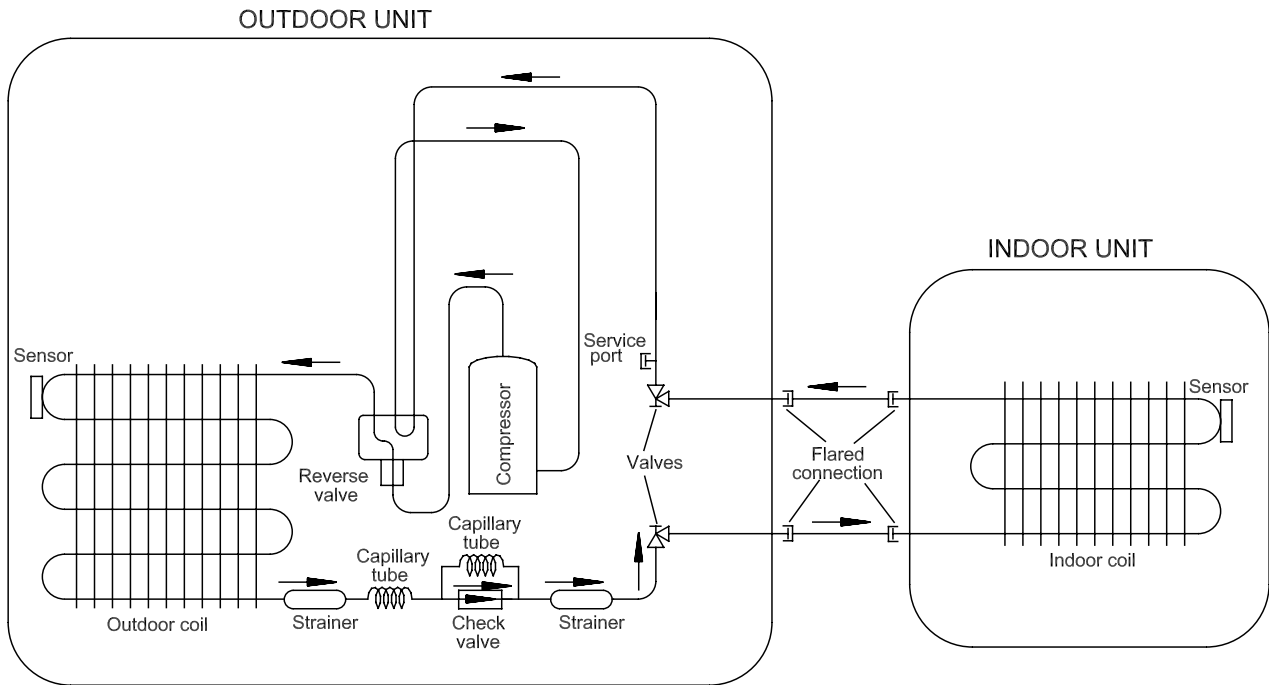 OUTDOOR UNIT
INDOOR UNIT
Service
port
Sensor
Sensor
Compressor
Reverse
valve
Valves
Flared
connection
Capillary
tube
Capillary
tube
Indoor coil
Outdoor coil
Strainer
Check
valve
Strainer